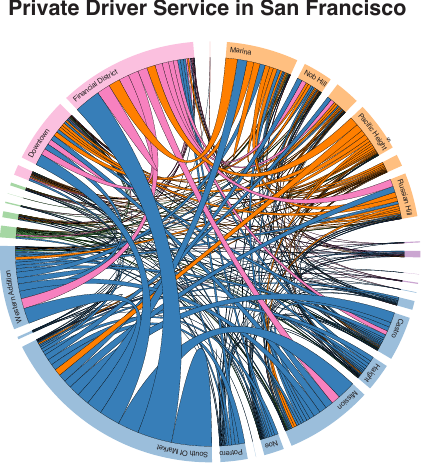 Private Driver Service in San Francisco
Marina
Nob Hill
Pacific Heights
Russian Hill
Castro
Haight
Mission
Noe
Potrero
South Of Market
Western Addition
Downtown
Financial District